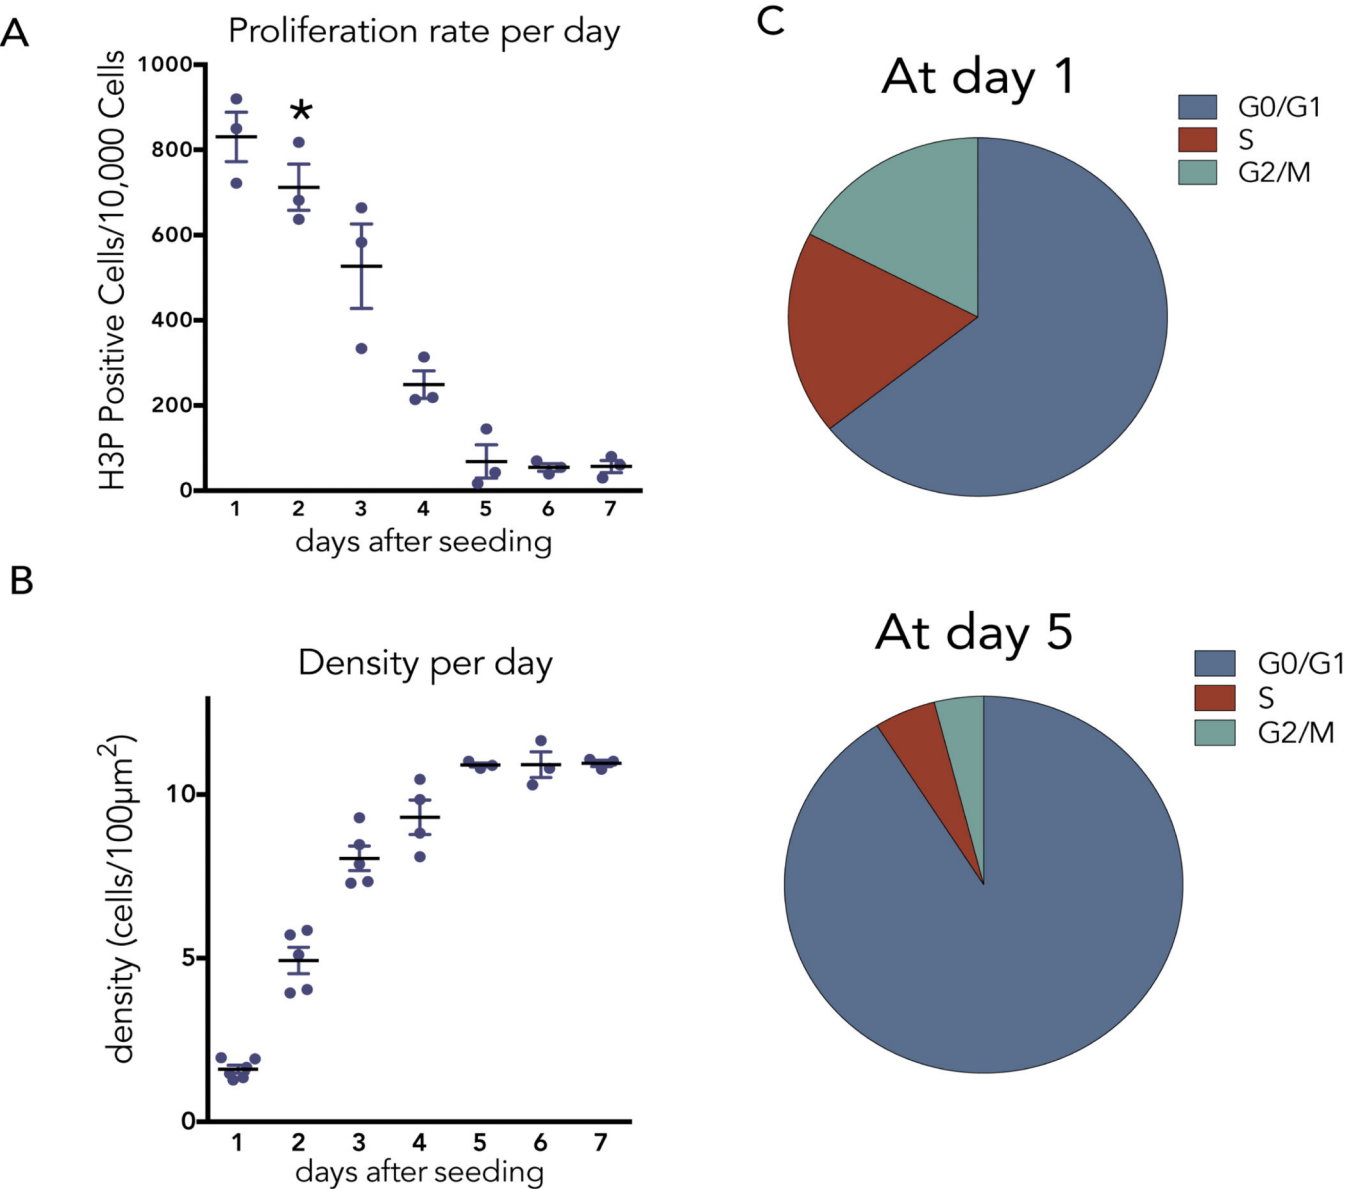 A
Proliferation rate per day
H3P Positive Cells/10,000 Cells
1000
800
600
400
200
0
1 2 3 4 5 6 7
days after seeding
*
B
Density per day
density (cells/100µm²)
10
5
0
1 2 3 4 5 6 7
days after seeding
C
At day 1
G0/G1
S
G2/M
At day 5
G0/G1
S
G2/M